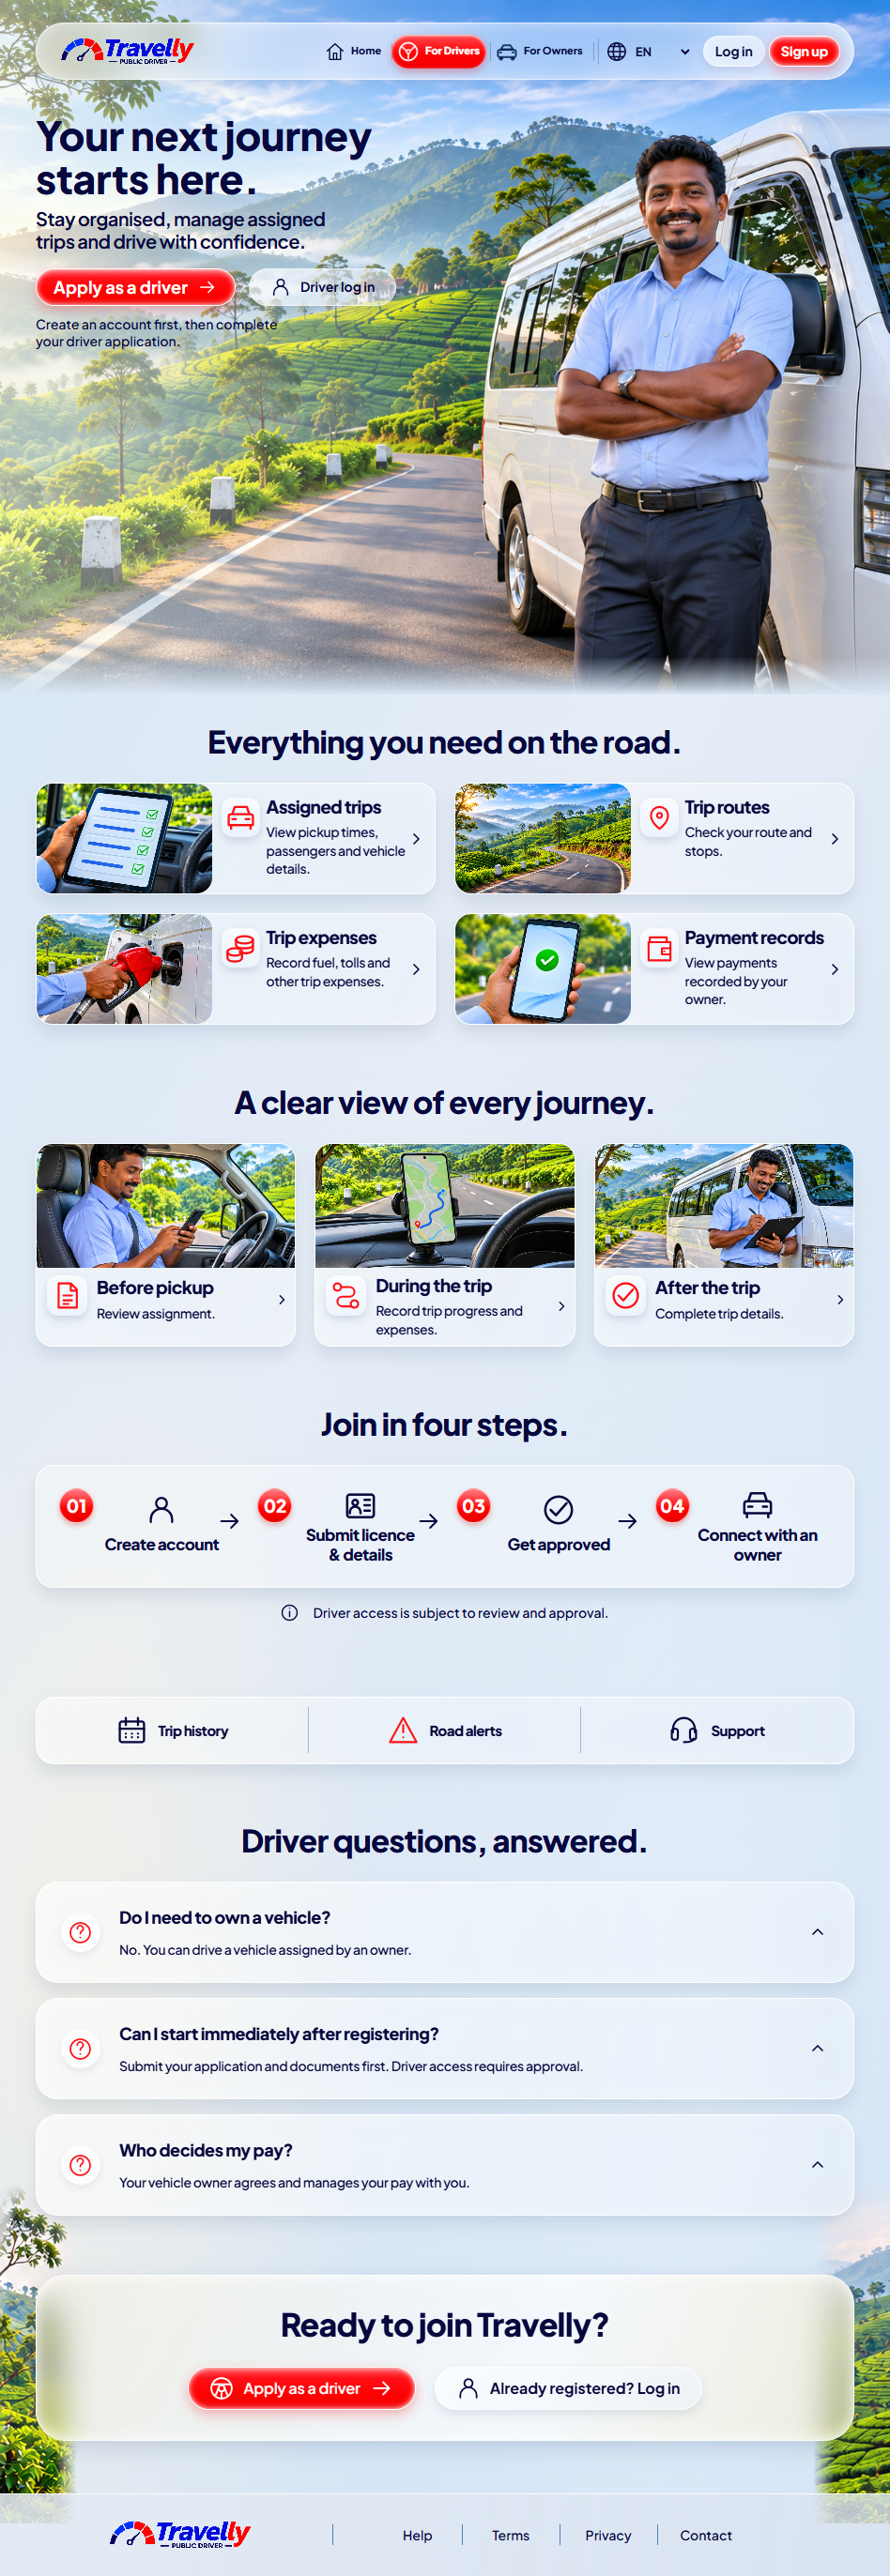 Travelly
PUBLIC DRIVER
Home
For Drivers
For Owners
EN
Log in
Sign up
Your next journey
starts here.
Stay organised, manage assigned
trips and drive with confidence.
Apply as a driver
Driver log in
Create an account first, then complete
your driver application.
Everything you need on the road.
Assigned trips
View pickup times,
passengers and vehicle
details.
Trip routes
Check your route and
stops.
Trip expenses
Record fuel, tolls and
other trip expenses.
Payment records
View payments
recorded by your
owner.
A clear view of every journey.
Before pickup
Review assignment.
During the trip
Record trip progress and
expenses.
After the trip
Complete trip details.
Join in four steps.
01
Create account
02
Submit licence
& details
03
Get approved
04
Connect with an
owner
Driver access is subject to review and approval.
Trip history
Road alerts
Support
Driver questions, answered.
Do I need to own a vehicle?
No. You can drive a vehicle assigned by an owner.
Can I start immediately after registering?
Submit your application and documents first. Driver access requires approval.
Who decides my pay?
Your vehicle owner agrees and manages your pay with you.
Ready to join Travelly?
Apply as a driver
Already registered? Log in
Travelly
PUBLIC DRIVER
Help
Terms
Privacy
Contact